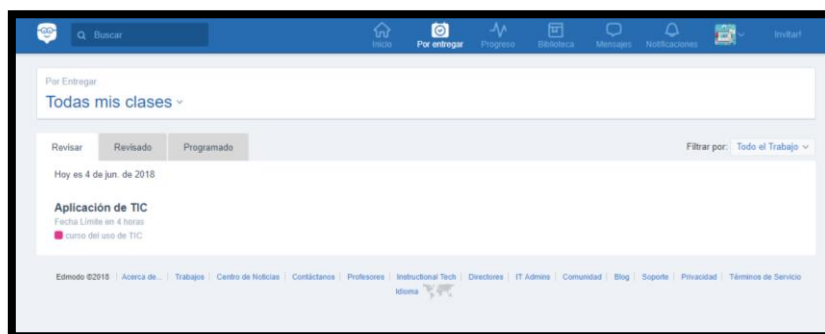 Buscar
Inicio Por entregar Progreso Biblioteca Mensajes Notificaciones Invitar!
Por Entregar
Todas mis clases
Revisar Revisado Programado Filtrar por: Todo el Trabajo
Hoy es 4 de jun. de 2018
Aplicación de TIC
Fecha Límite en 4 horas
curso del uso de TIC
Edmodo ©2018 | Acerca de... | Trabajos | Centro de Noticias | Contáctanos | Profesores | Instructional Tech | Directores | IT Admins | Comunidad | Blog | Soporte | Privacidad | Términos de Servicio
Idioma